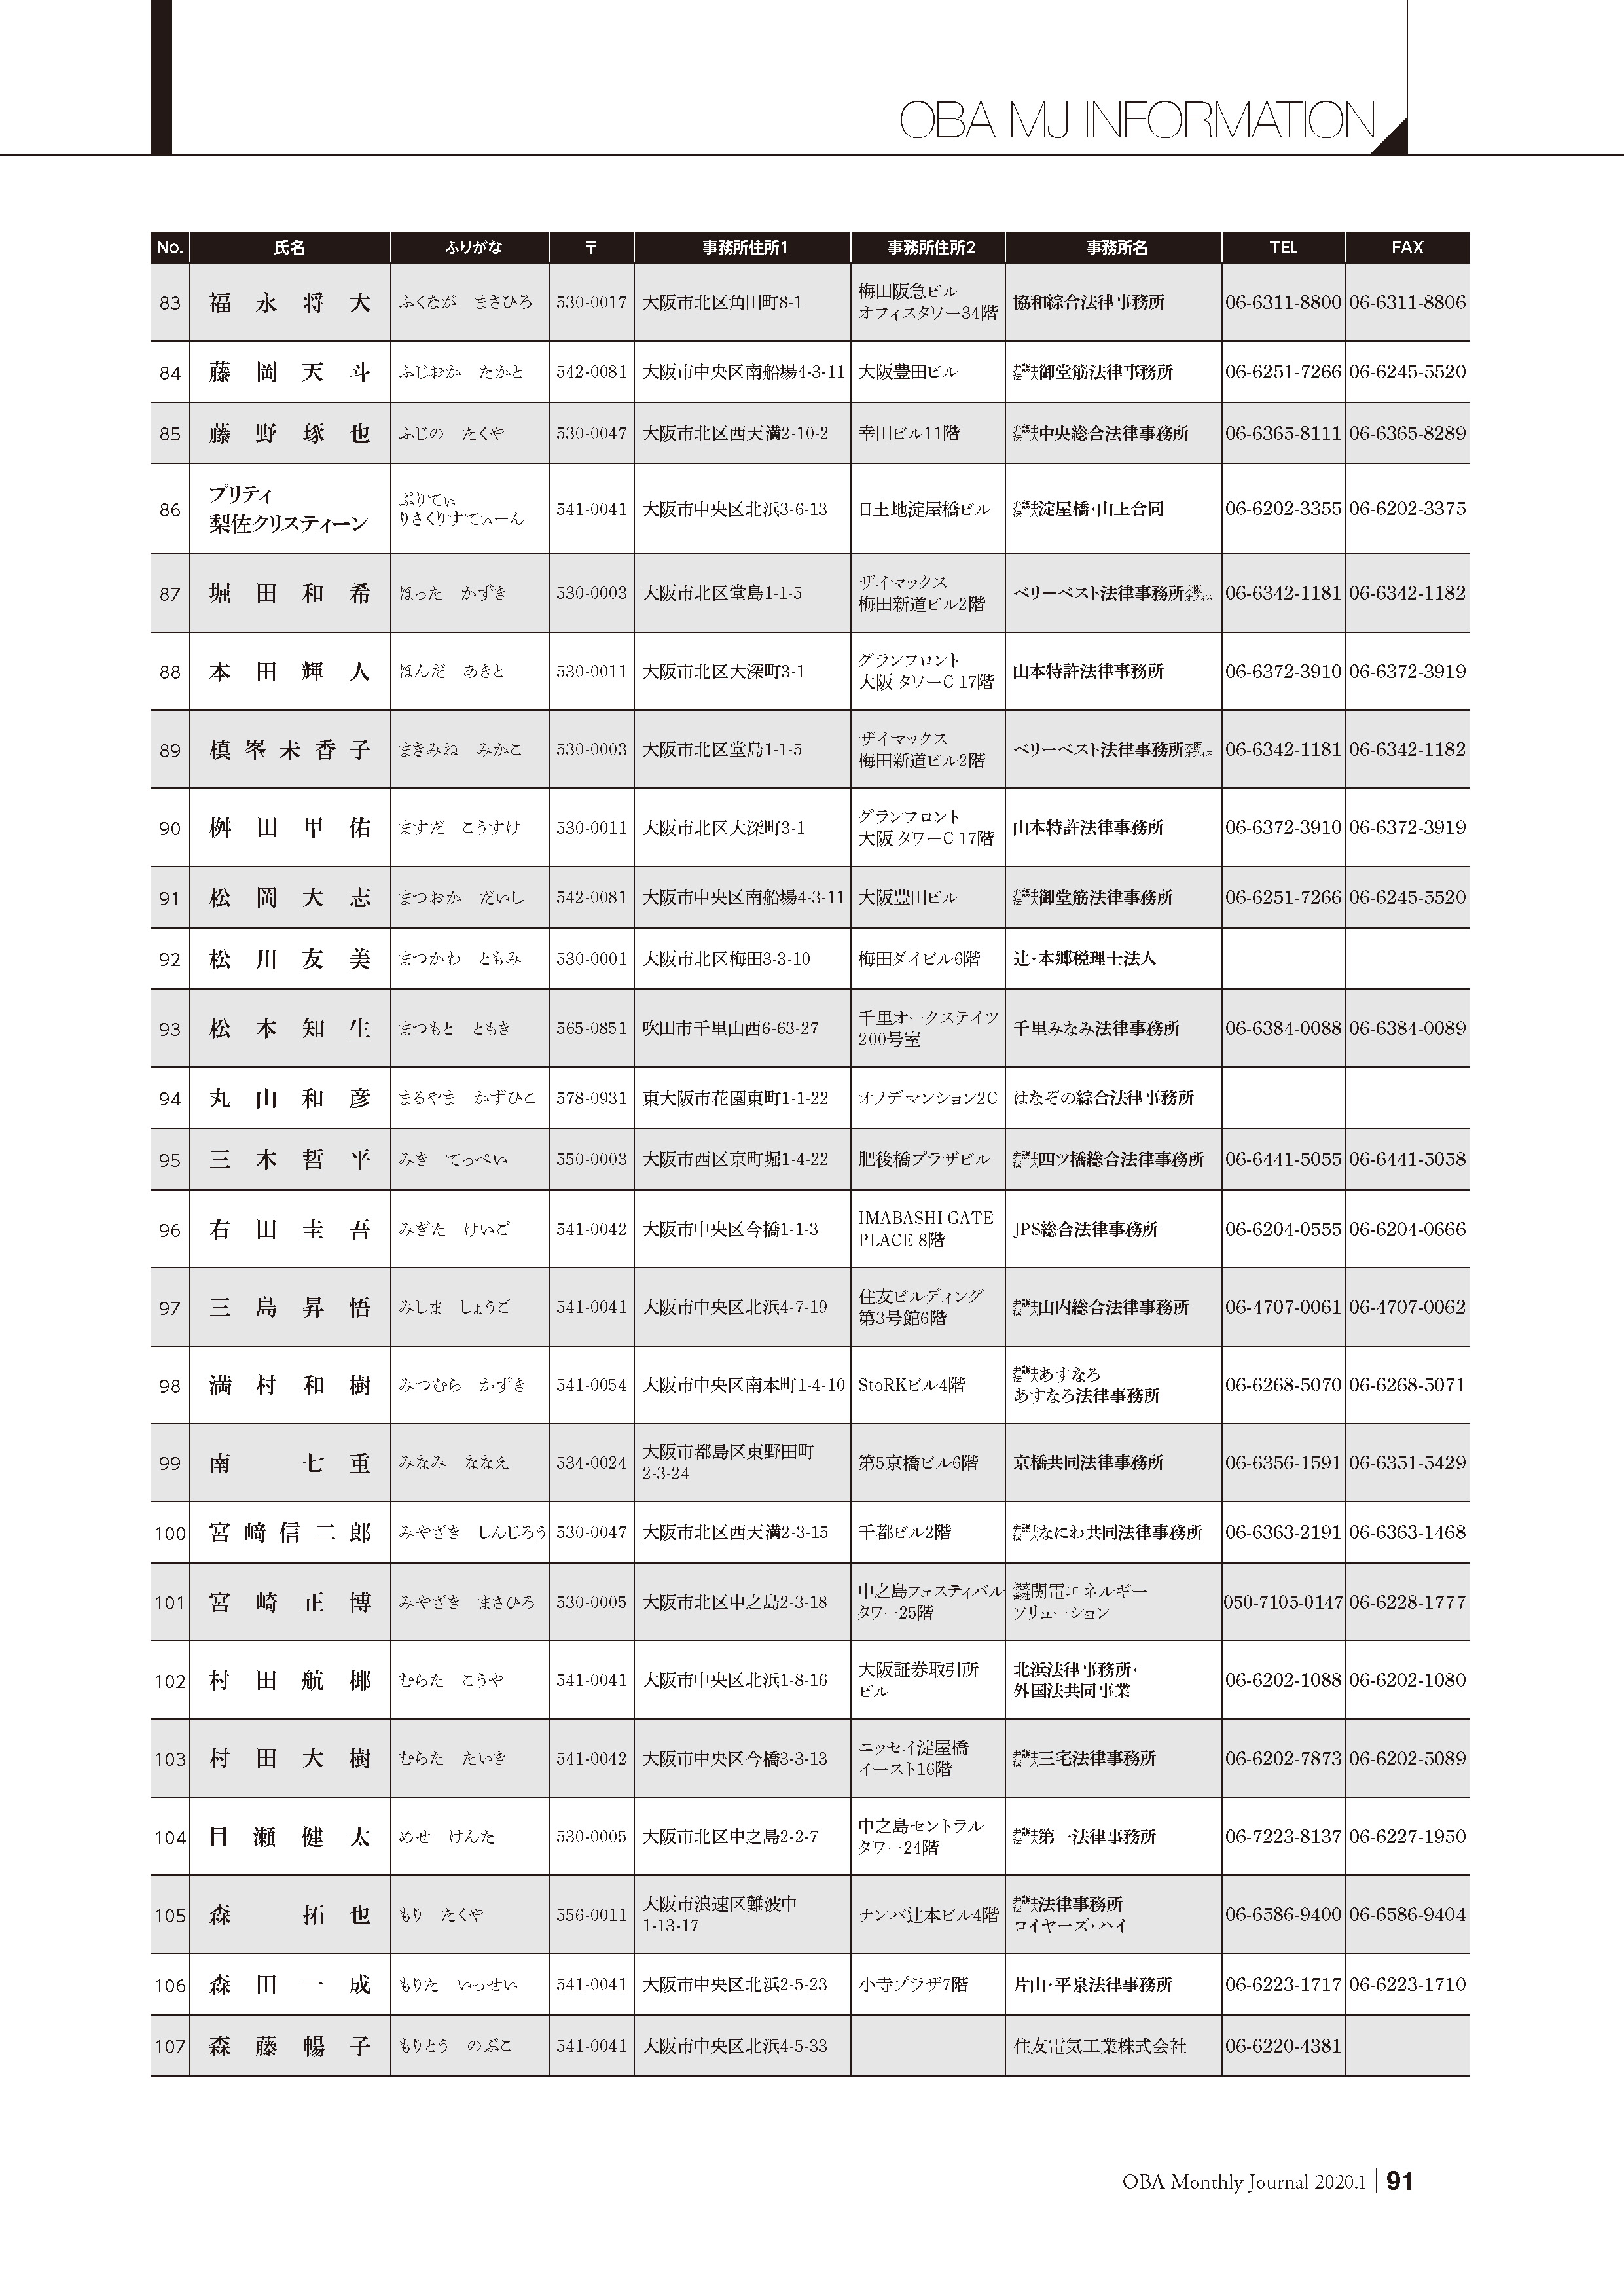 OBA MJ INFORMATION
No. 氏名 ふりがな 〒 事務所住所1 事務所住所2 事務所名 TEL FAX
83 福永将大 ふくなが まさひろ 530-0017 大阪市北区角田町8-1 梅田阪急ビル
オフィスタワー34階 協和綜合法律事務所 06-6311-8800 06-6311-8806
84 藤岡天斗 ふじおか たかと 542-0081 大阪市中央区南船場4-3-11 大阪豊田ビル 弁護士法人御堂筋法律事務所 06-6251-7266 06-6245-5520
85 藤野琢也 ふじの たくや 530-0047 大阪市北区西天満2-10-2 幸田ビル11階 弁護士法人中央総合法律事務所 06-6365-8111 06-6365-8289
86 プリティ
梨佐クリスティーン ぷりてぃ
りさくりすてぃーん 541-0041 大阪市中央区北浜3-6-13 日土地淀屋橋ビル 弁護士法人淀屋橋・山上合同 06-6202-3355 06-6202-3375
87 堀田和希 ほった かずき 530-0003 大阪市北区堂島1-1-5 ザイマックス
梅田新道ビル2階 ベリーベスト法律事務所大阪オフィス 06-6342-1181 06-6342-1182
88 本田輝人 ほんだ あきと 530-0011 大阪市北区大深町3-1 グランフロント
大阪 タワーC 17階 山本特許法律事務所 06-6372-3910 06-6372-3919
89 槙峯未香子 まきみね みかこ 530-0003 大阪市北区堂島1-1-5 ザイマックス
梅田新道ビル2階 ベリーベスト法律事務所大阪オフィス 06-6342-1181 06-6342-1182
90 桝田甲佑 ますだ こうすけ 530-0011 大阪市北区大深町3-1 グランフロント
大阪 タワーC 17階 山本特許法律事務所 06-6372-3910 06-6372-3919
91 松岡大志 まつおか だいし 542-0081 大阪市中央区南船場4-3-11 大阪豊田ビル 弁護士法人御堂筋法律事務所 06-6251-7266 06-6245-5520
92 松川友美 まつかわ ともみ 530-0001 大阪市北区梅田3-3-10 梅田ダイビル6階 辻・本郷税理士法人
93 松本知生 まつもと ともき 565-0851 吹田市千里山西6-63-27 千里オークステイツ
200号室 千里みなみ法律事務所 06-6384-0088 06-6384-0089
94 丸山和彦 まるやま かずひこ 578-0931 東大阪市花園東町1-1-22 オノデマンション2C はなぞの綜合法律事務所
95 三木哲平 みき てっぺい 550-0003 大阪市西区京町堀1-4-22 肥後橋プラザビル 弁護士法人四ツ橋総合法律事務所 06-6441-5055 06-6441-5058
96 右田圭吾 みぎた けいご 541-0042 大阪市中央区今橋1-1-3 IMABASHI GATE
PLACE 8階 JPS総合法律事務所 06-6204-0555 06-6204-0666
97 三島昇悟 みしま しょうご 541-0041 大阪市中央区北浜4-7-19 住友ビルディング
第3号館6階 弁護士法人山内総合法律事務所 06-4707-0061 06-4707-0062
98 満村和樹 みつむら かずき 541-0054 大阪市中央区南本町1-4-10 StoRKビル4階 弁護士法人あすなろ
あすなろ法律事務所 06-6268-5070 06-6268-5071
99 南七重 みなみ ななえ 534-0024 大阪市都島区東野田町
2-3-24 第5京橋ビル6階 京橋共同法律事務所 06-6356-1591 06-6351-5429
100 宮﨑信二郎 みやざき しんじろう 530-0047 大阪市北区西天満2-3-15 千都ビル2階 弁護士法人なにわ共同法律事務所 06-6363-2191 06-6363-1468
101 宮崎正博 みやざき まさひろ 530-0005 大阪市北区中之島2-3-18 中之島フェスティバル
タワー25階 株式会社関電エネルギー
ソリューション 050-7105-0147 06-6228-1777
102 村田航椰 むらた こうや 541-0041 大阪市中央区北浜1-8-16 大阪証券取引所
ビル 北浜法律事務所・
外国法共同事業 06-6202-1088 06-6202-1080
103 村田大樹 むらた たいき 541-0042 大阪市中央区今橋3-3-13 ニッセイ淀屋橋
イースト16階 弁護士法人三宅法律事務所 06-6202-7873 06-6202-5089
104 目瀬健太 めせ けんた 530-0005 大阪市北区中之島2-2-7 中之島セントラル
タワー24階 弁護士法人第一法律事務所 06-7223-8137 06-6227-1950
105 森拓也 もり たくや 556-0011 大阪市浪速区難波中
1-13-17 ナンバ辻本ビル4階 弁護士法人法律事務所
ロイヤーズ・ハイ 06-6586-9400 06-6586-9404
106 森田一成 もりた いっせい 541-0041 大阪市中央区北浜2-5-23 小寺プラザ7階 片山・平泉法律事務所 06-6223-1717 06-6223-1710
107 森藤暢子 もりとう のぶこ 541-0041 大阪市中央区北浜4-5-33 住友電気工業株式会社 06-6220-4381
OBA Monthly Journal 2020.1 91